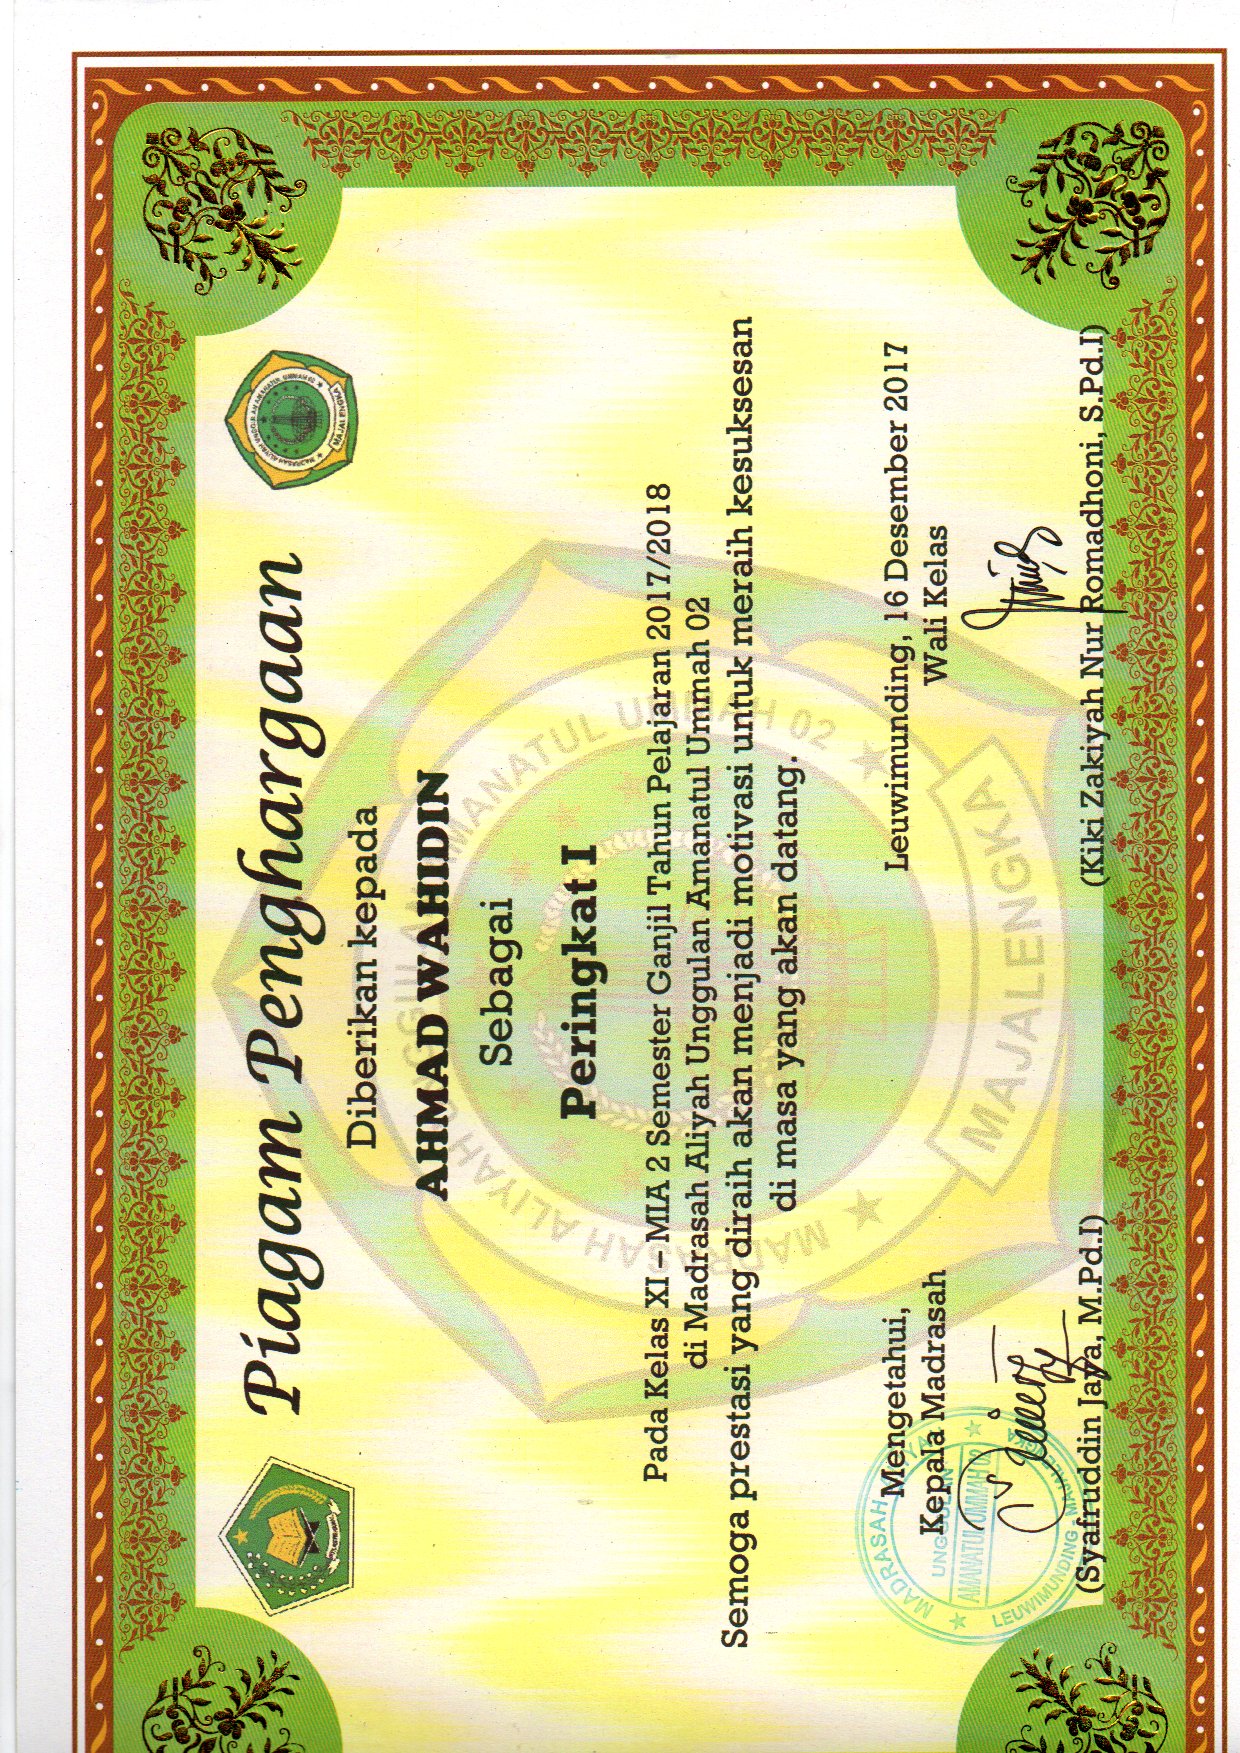 Piagam Penghargaan
Diberikan kepada
AHMAD WAHIDIN
Sebagai
Peringkat I
Pada Kelas XI – MIA 2 Semester Ganjil Tahun Pelajaran 2017/2018
di Madrasah Aliyah Unggulan Amanatul Ummah 02
Semoga prestasi yang diraih akan menjadi motivasi untuk meraih kesuksesan
di masa yang akan datang.
Leuwimunding, 16 Desember 2017
Mengetahui,
Kepala Madrasah
Wali Kelas
(Syafruddin Jaya, M.Pd.I)
(Kiki Zakiyah Nur Romadhoni, S.Pd.I)
MADRASAH ALIYAH UNGGULAN AMANATUL UMMAH 02
MAJALENGKA
MADRASAH
UNGGULAN
AMANATUL UMMAH 02
LEUWIMUNDING - MAJALENGKA